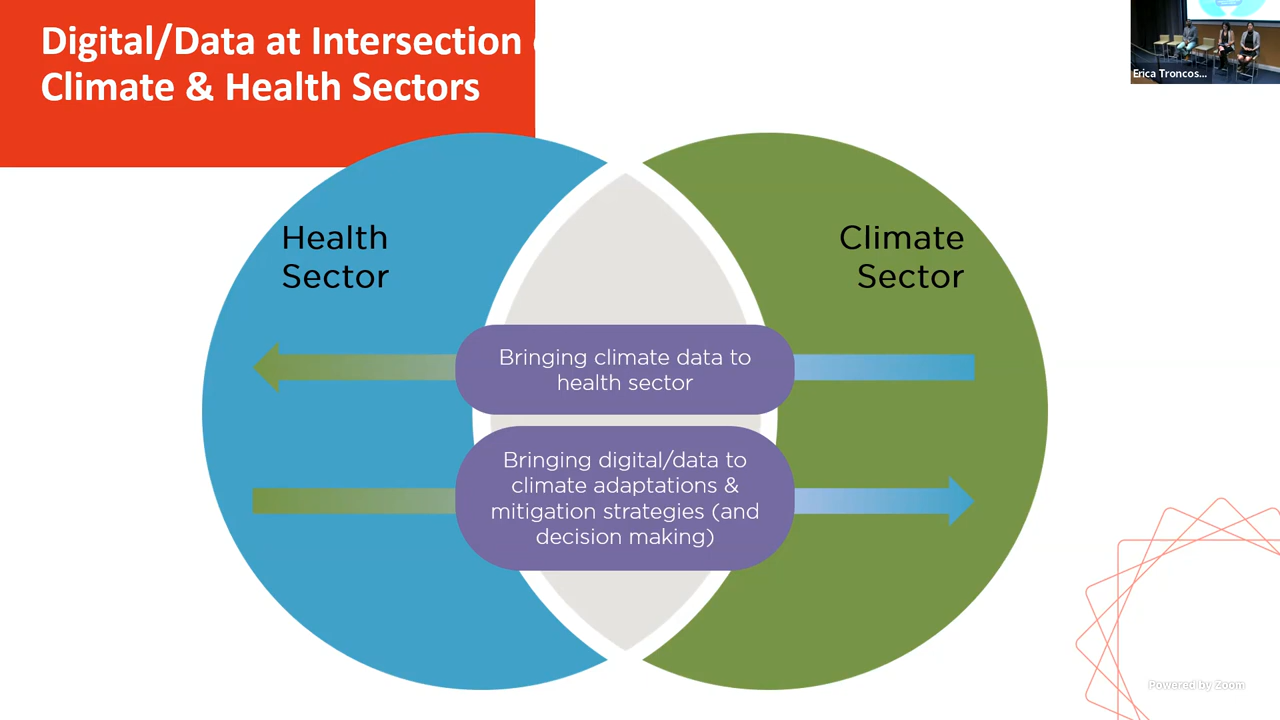 Digital/Data at Intersection
Climate & Health Sectors
Erica Troncos...
Health
Sector
Climate
Sector
Bringing climate data to
health sector
Bringing digital/data to
climate adaptations &
mitigation strategies (and
decision making)
Powered by Zoom